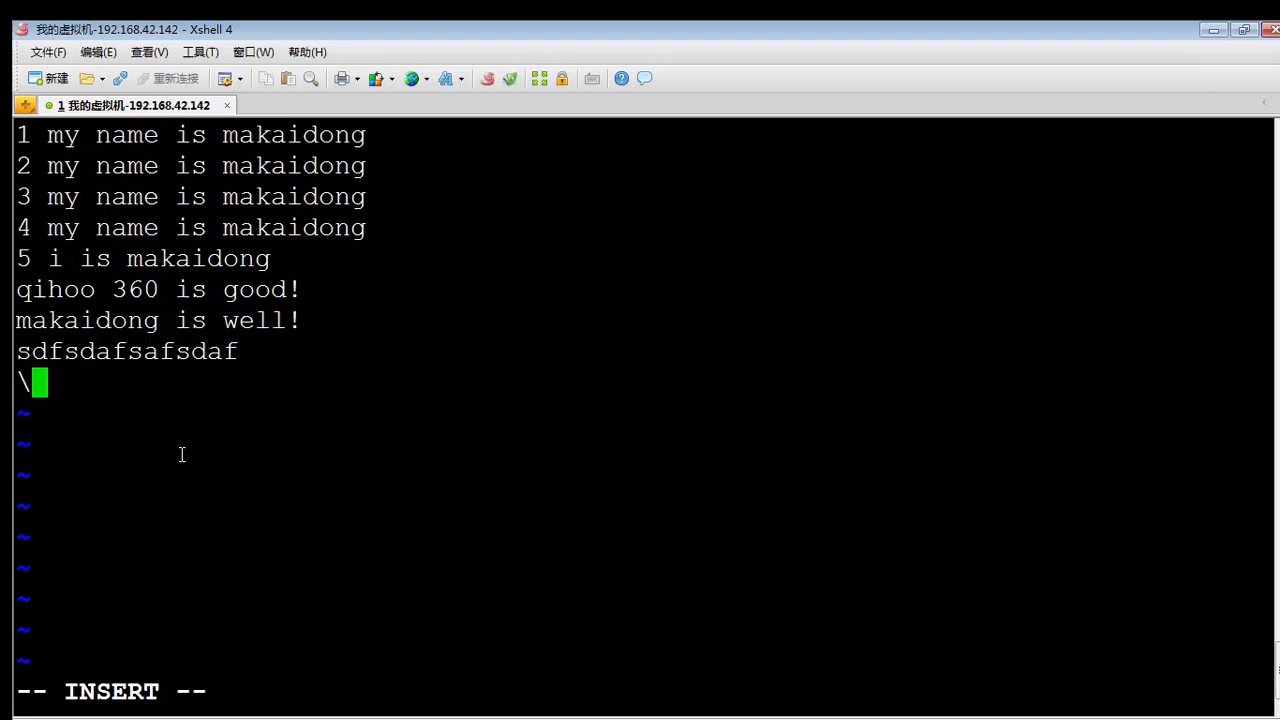 我的虚拟机-192.168.42.142 - Xshell 4
文件(F) 编辑(E) 查看(V) 工具(T) 窗口(W) 帮助(H)
新建 重新连接
1 我的虚拟机-192.168.42.142 ×
1 my name is makaidong
2 my name is makaidong
3 my name is makaidong
4 my name is makaidong
5 i is makaidong
qihoo 360 is good!
makaidong is well!
sdfsdafsafsdaf
\
~
~
~
~
~
~
~
~
~
-- INSERT --